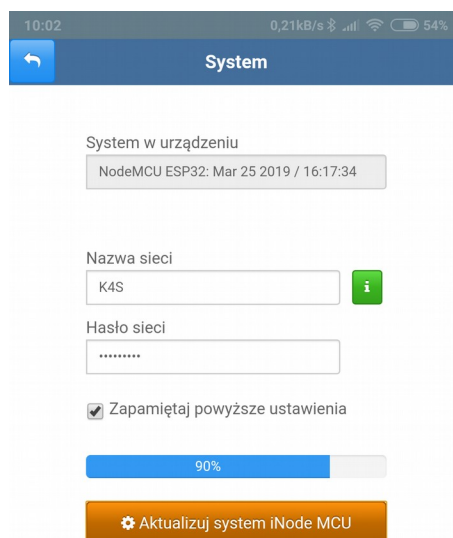 10:02 0,21kB/s 54%
System
System w urządzeniu
NodeMCU ESP32: Mar 25 2019 / 16:17:34
Nazwa sieci
K4S
i
Hasło sieci
•••••••••
Zapamiętaj powyższe ustawienia
90%
Aktualizuj system iNode MCU